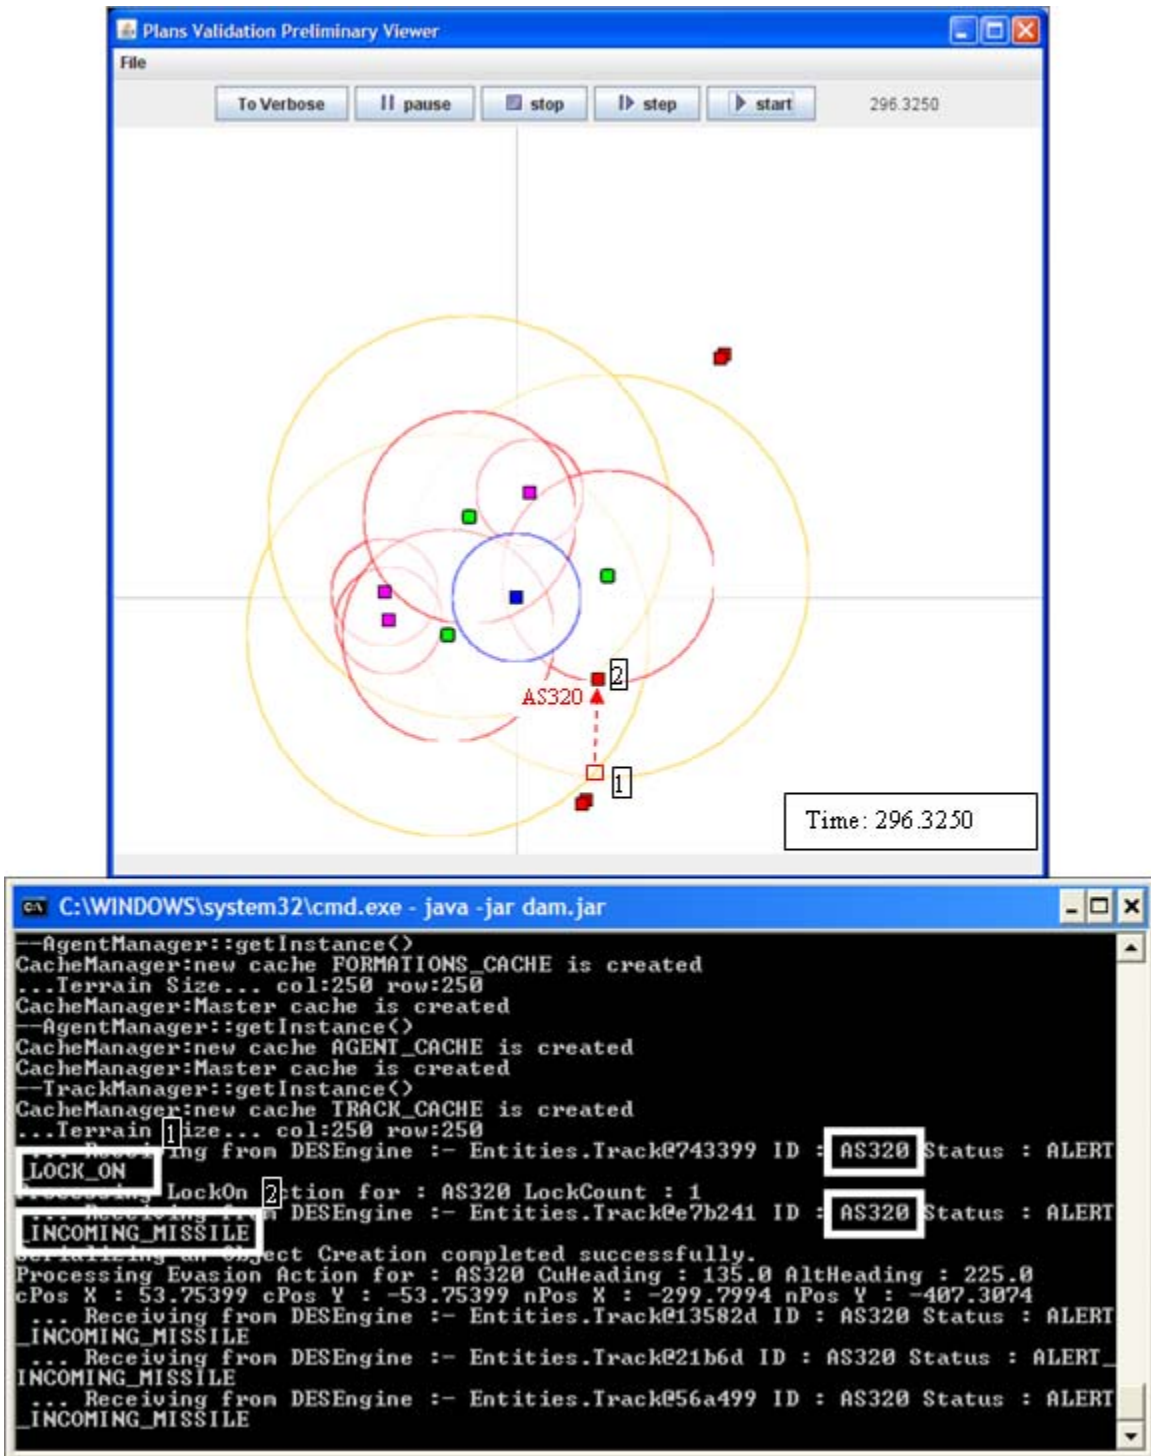 Plans Validation Preliminary Viewer
File
To Verbose pause stop step start 296.3250
2
AS320
1
Time: 296.3250
C:\WINDOWS\system32\cmd.exe - java -jar dam.jar
--AgentManager::getInstance()
CacheManager:new cache FORMATIONS_CACHE is created
...Terrain Size... col:250 row:250
CacheManager:Master cache is created
--AgentManager::getInstance()
CacheManager:new cache AGENT_CACHE is created
CacheManager:Master cache is created
--TrackManager::getInstance()
CacheManager:new cache TRACK_CACHE is created
...Terrain 1 ize... col:250 row:250
... Receiving from DESEngine :- Entities.Track@743399 ID : AS320 Status : ALERT
_LOCK_ON
Processing LockOn 2 ction for : AS320 LockCount : 1
... Receiving from DESEngine :- Entities.Track@e7b241 ID : AS320 Status : ALERT
_INCOMING_MISSILE
Serializing an Object Creation completed successfully.
Processing Evasion Action for : AS320 CuHeading : 135.0 AltHeading : 225.0
cPos X : 53.75399 cPos Y : -53.75399 nPos X : -299.7994 nPos Y : -407.3074
... Receiving from DESEngine :- Entities.Track@13582d ID : AS320 Status : ALERT
_INCOMING_MISSILE
... Receiving from DESEngine :- Entities.Track@21b6d ID : AS320 Status : ALERT_
INCOMING_MISSILE
... Receiving from DESEngine :- Entities.Track@56a499 ID : AS320 Status : ALERT
_INCOMING_MISSILE